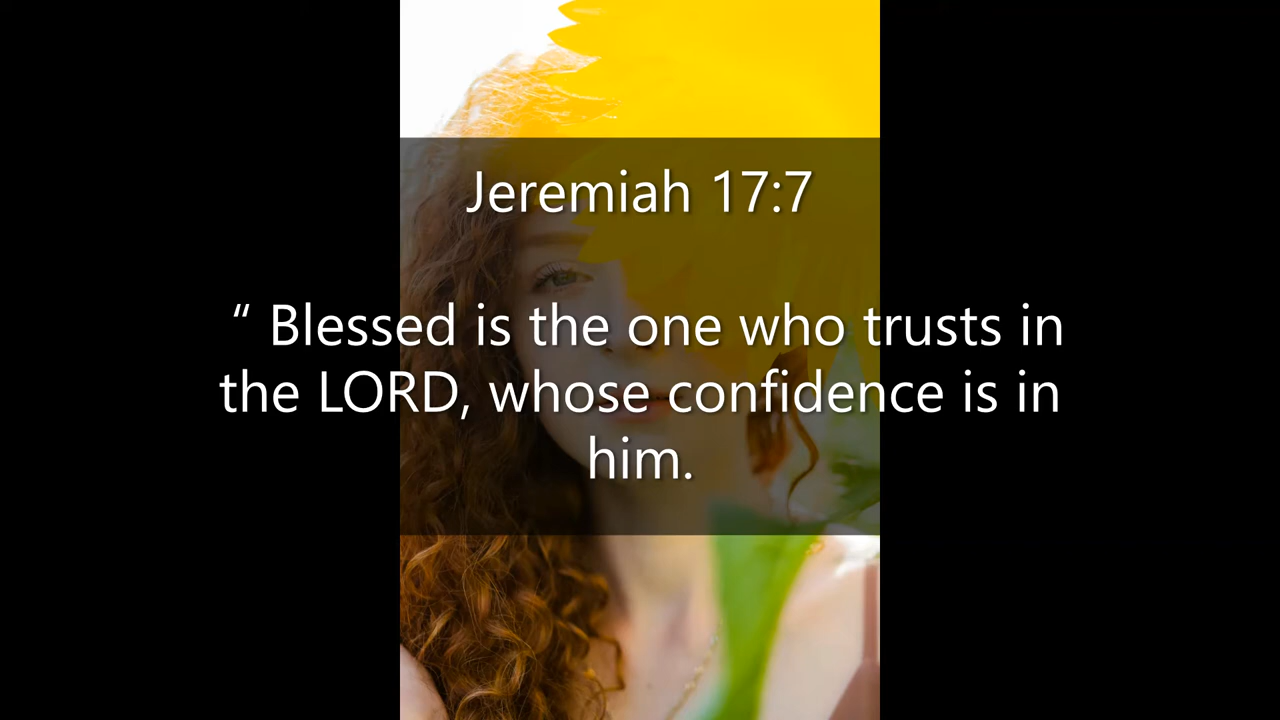 Jeremiah 17:7
“ Blessed is the one who trusts in
the LORD, whose confidence is in
him.